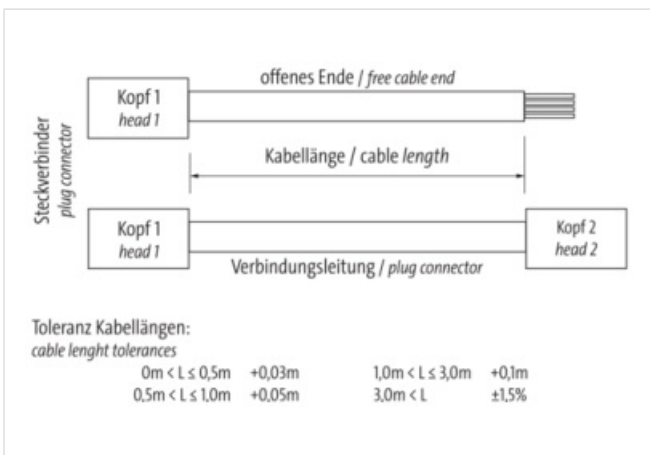 offenes Ende / free cable end
Kopf 1
head 1
Steckverbinder
plug connector
Kabellänge / cable length
Kopf 1
head 1
Kopf 2
head 2
Verbindungsleitung / plug connector
Toleranz Kabellängen:
cable lenght tolerances
0m < L ≤ 0,5m +0,03m 1,0m < L ≤ 3,0m +0,1m
0,5m < L ≤ 1,0m +0,05m 3,0m < L ±1,5%